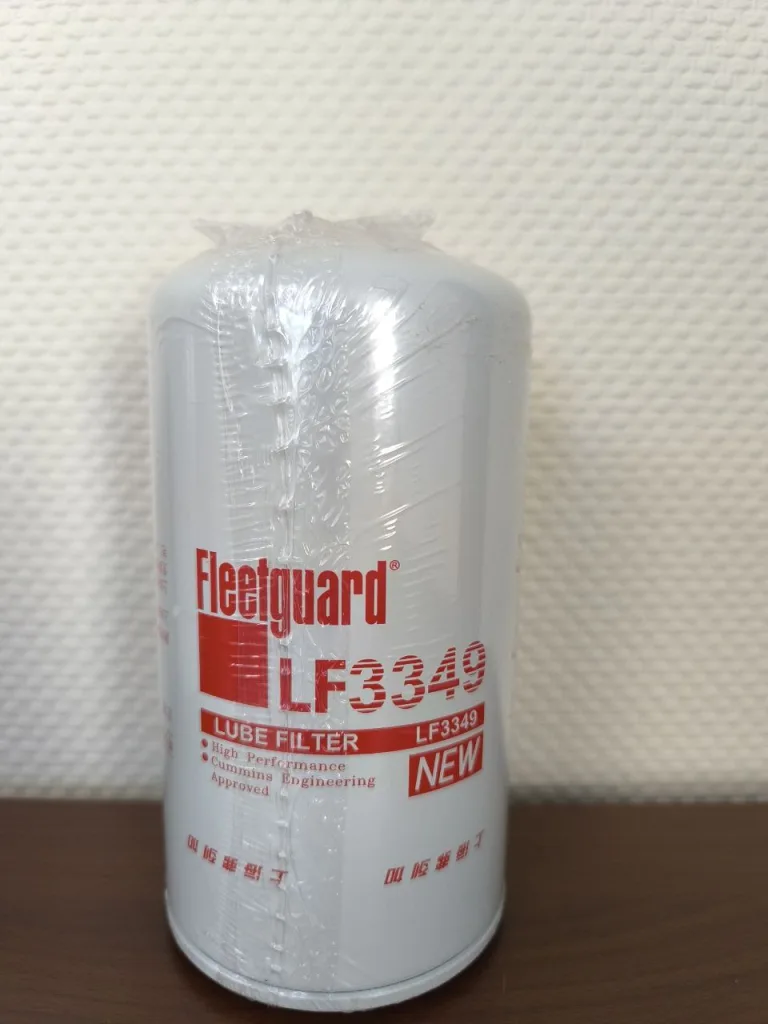 Fleetguard®
LF3349
LUBE FILTER LF3349
• High Performance
• Cummins Engineering
Approved
NEW